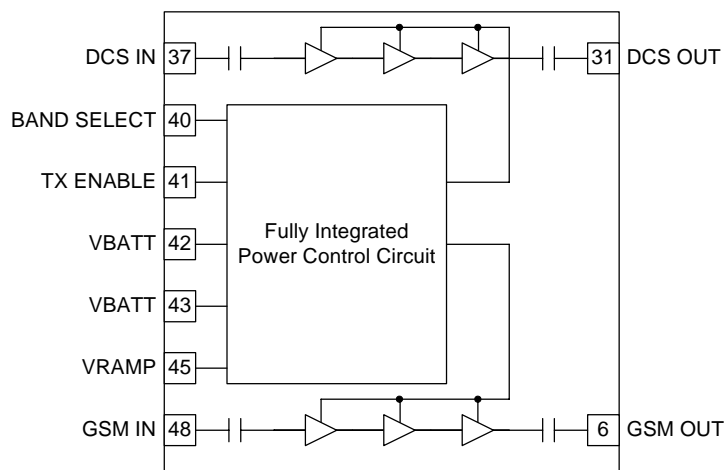 DCS IN 37 31 DCS OUT
BAND SELECT 40
TX ENABLE 41
Fully Integrated
Power Control Circuit
VBATT 42
VBATT 43
VRAMP 45
GSM IN 48 6 GSM OUT